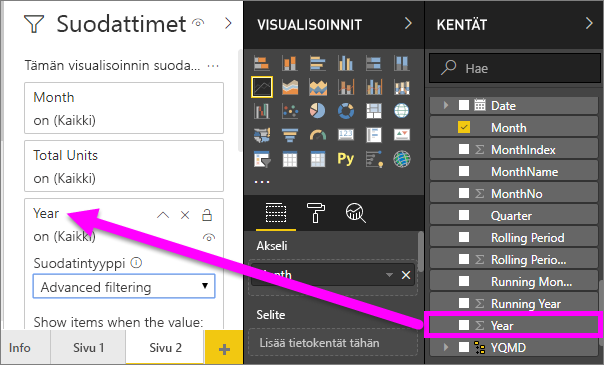 Suodattimet
Tämän visualisoinnin suoda...
Month
on (Kaikki)
Total Units
on (Kaikki)
Year
on (Kaikki)
Suodatintyyppi
Advanced filtering
Show items when the value:
Info
Sivu 1
Sivu 2
+
VISUALISOINNIT
R
Py
...
Akseli
Month
Selite
Lisää tietokentät tähän
KENTÄT
Hae
Date
Month
MonthIndex
MonthName
MonthNo
Quarter
Rolling Period
Rolling Perio...
Running Mon...
Running Year
Year
YQMD